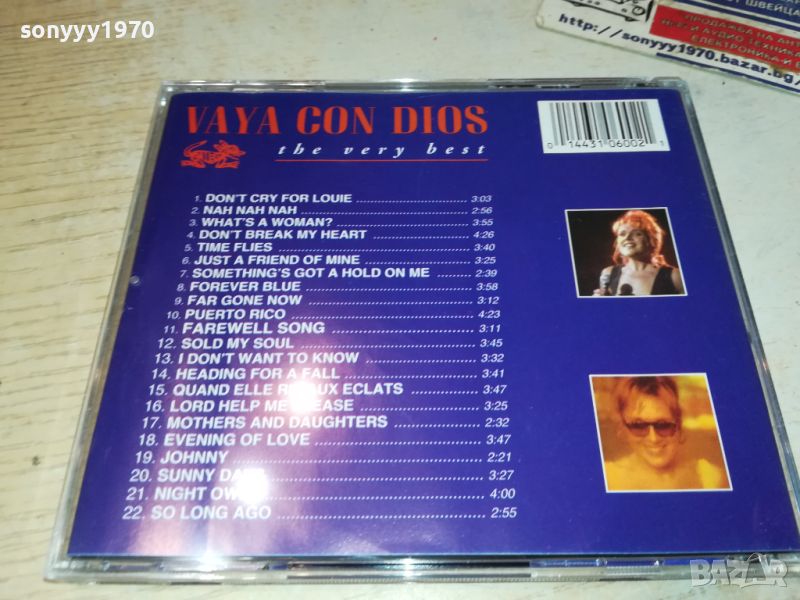 sonyyy1970
ПРОДАЖБА НА
ЕЛЕКТРОНИКА-И
http://sonyyy1970.bazar.bg/
VAYA CON DIOS
the very best
0 14431 06002 1
1. DON'T CRY FOR LOUIE 3:03
2. NAH NAH NAH 2:56
3. WHAT'S A WOMAN? 3:55
4. DON'T BREAK MY HEART 4:26
5. TIME FLIES 3:40
6. JUST A FRIEND OF MINE 3:25
7. SOMETHING'S GOT A HOLD ON ME 2:39
8. FOREVER BLUE 3:58
9. FAR GONE NOW 3:12
10. PUERTO RICO 4:23
11. FAREWELL SONG 3:11
12. SOLD MY SOUL 3:45
13. I DON'T WANT TO KNOW 3:32
14. HEADING FOR A FALL 3:41
15. QUAND ELLE AUX ECLATS 3:47
16. LORD HELP ME PLEASE 3:25
17. MOTHERS AND DAUGHTERS 2:32
18. EVENING OF LOVE 3:47
19. JOHNNY 2:21
20. SUNNY 3:27
21. NIGHT 4:00
22. SO LONG AGO 2:55
BAZAR